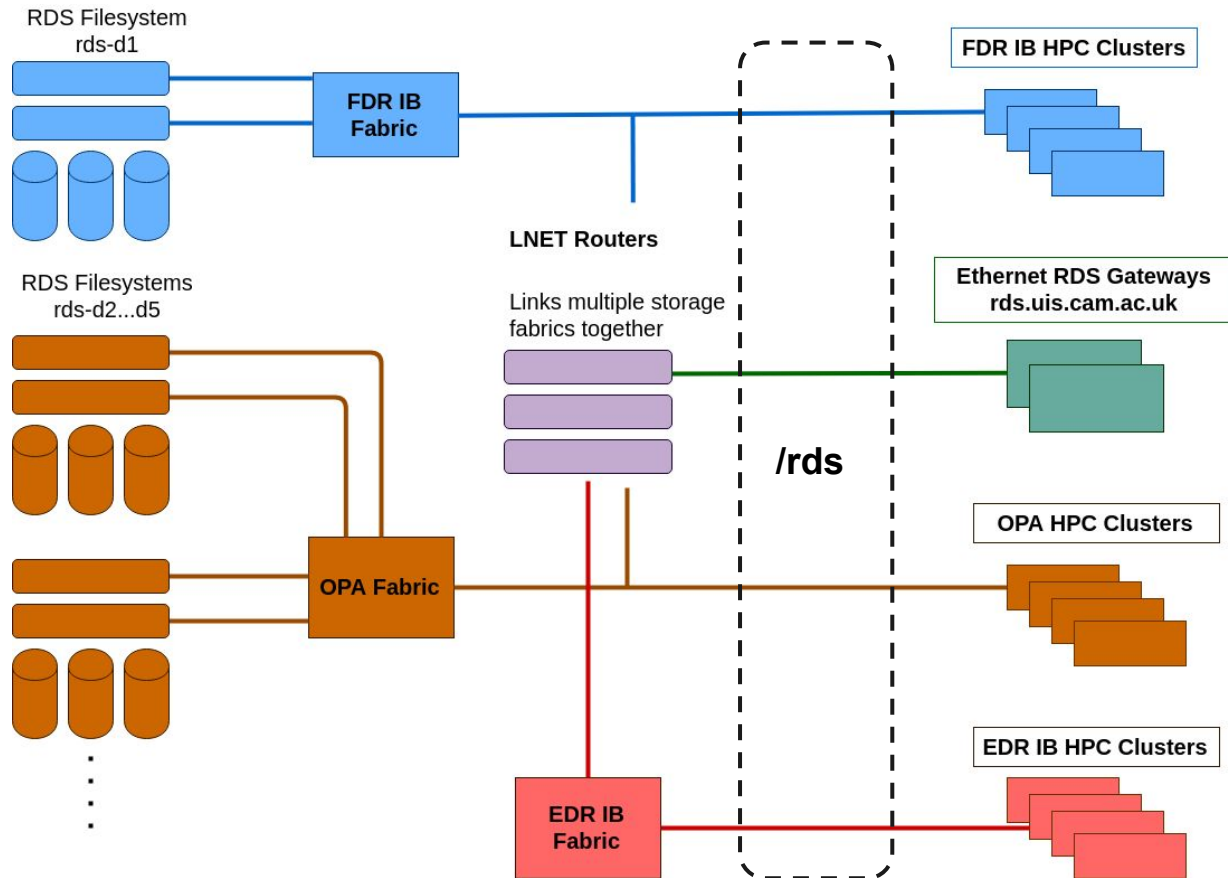 RDS Filesystem
rds-d1
FDR IB
Fabric
FDR IB HPC Clusters
LNET Routers
Links multiple storage
fabrics together
Ethernet RDS Gateways
rds.uis.cam.ac.uk
RDS Filesystems
rds-d2...d5
/rds
OPA Fabric
OPA HPC Clusters
EDR IB
Fabric
EDR IB HPC Clusters